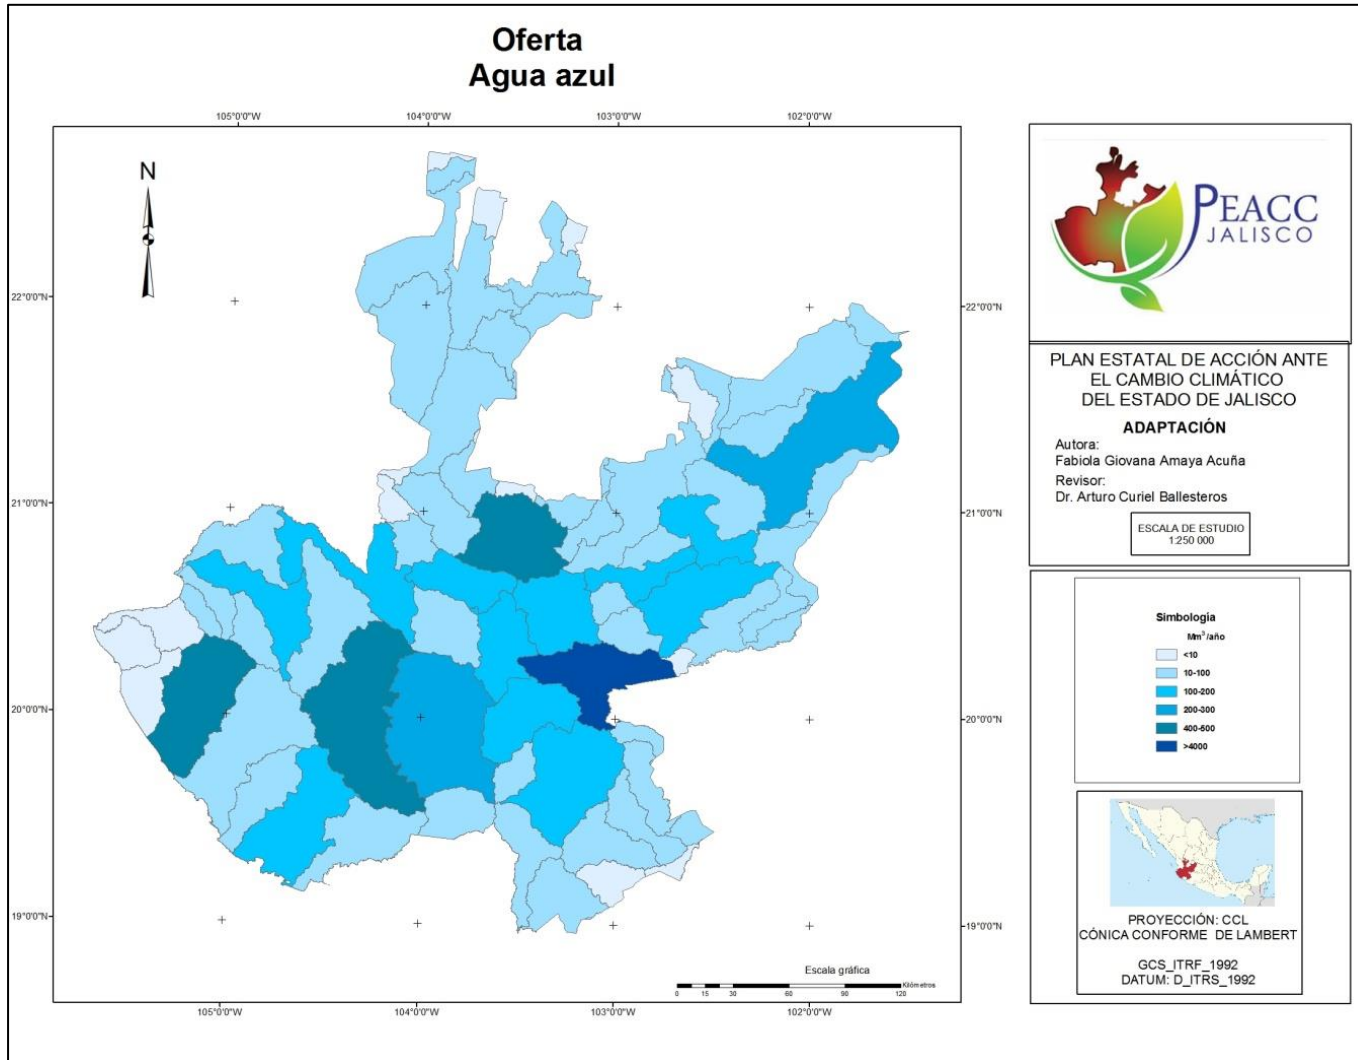 Oferta
Agua azul
105°0'0"W
104°0'0"W
103°0'0"W
102°0'0"W
N
22°0'0"N
22°0'0"N
21°0'0"N
21°0'0"N
20°0'0"N
20°0'0"N
19°0'0"N
19°0'0"N
Escala gráfica
Kilómetros
0 15 30 60 90 120
105°0'0"W
104°0'0"W
103°0'0"W
102°0'0"W
PEACC
JALISCO
PLAN ESTATAL DE ACCIÓN ANTE
EL CAMBIO CLIMÁTICO
DEL ESTADO DE JALISCO
ADAPTACIÓN
Autora:
Fabiola Giovana Amaya Acuña
Revisor:
Dr. Arturo Curiel Ballesteros
ESCALA DE ESTUDIO
1:250 000
Simbología
Mm³/año
<10
10-100
100-200
200-300
400-500
>4000
PROYECCIÓN: CCL
CÓNICA CONFORME DE LAMBERT
GCS_ITRF_1992
DATUM: D_ITRS_1992